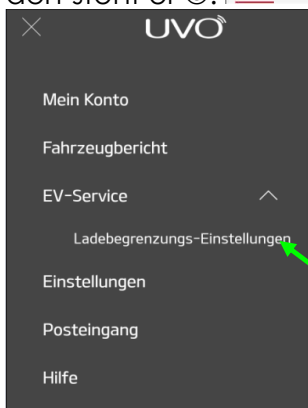 UVO
Mein Konto
Fahrzeugbericht
EV-Service
Ladebegrenzungs-Einstellungen
Einstellungen
Posteingang
Hilfe